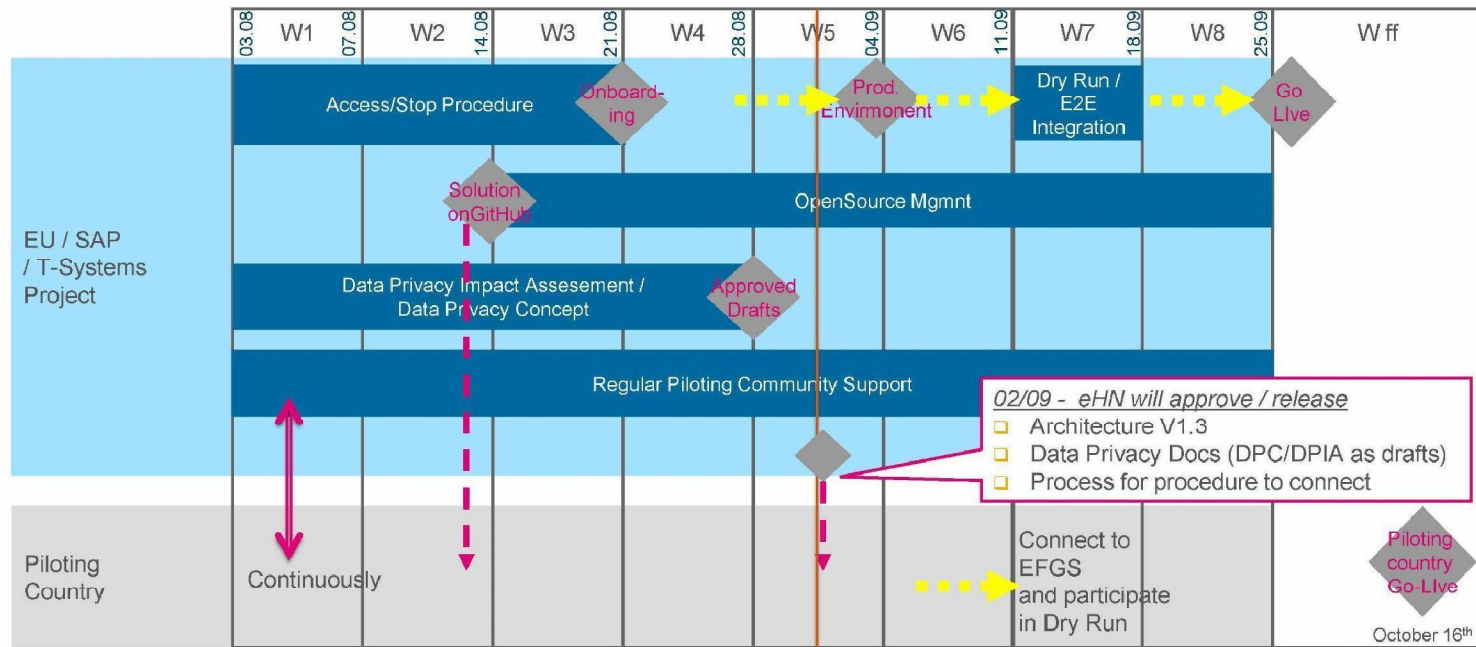 03.08 W1 07.08 W2 14.08 W3 21.08 W4 28.08 W5 04.09 W6 11.09 W7 18.09 W8 25.09 W ff
EU / SAP
/ T-Systems
Project
Access/Stop Procedure
Onboard-
ing
Prod.
Envirmonent
Dry Run /
E2E
Integration
Go
LIve
Solution
onGitHub
OpenSource Mgmnt
Data Privacy Impact Assesement /
Data Privacy Concept
Approved
Drafts
Regular Piloting Community Support
02/09 - eHN will approve / release
Architecture V1.3
Data Privacy Docs (DPC/DPIA as drafts)
Process for procedure to connect
Piloting
Country
Continuously
Connect to
EFGS
and participate
in Dry Run
Piloting
country
Go-LIve
October 16th